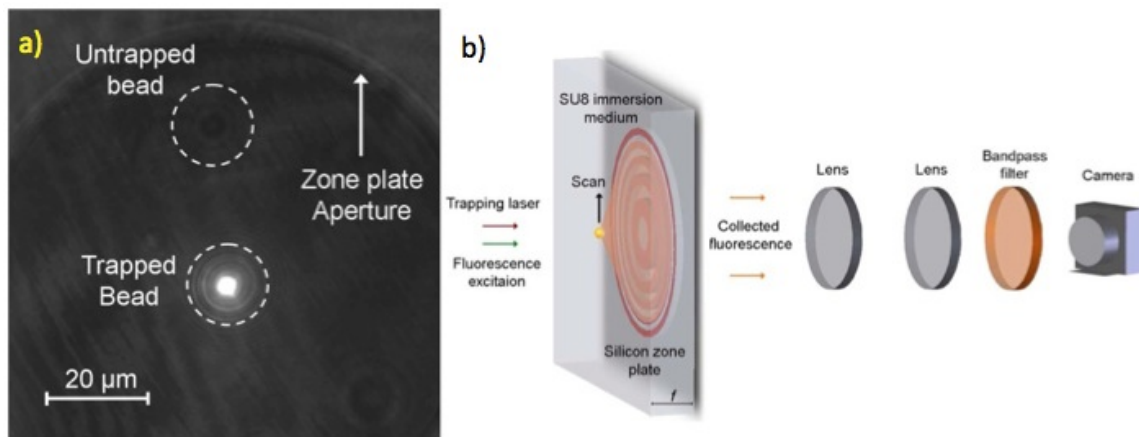 a)
Untrapped
bead
Zone plate
Aperture
Trapped
Bead
20 µm
b)
SU8 immersion
medium
Scan
Trapping laser
Fluorescence
excitaion
Silicon zone
plate
f
Collected
fluorescence
Lens
Lens
Bandpass
filter
Camera